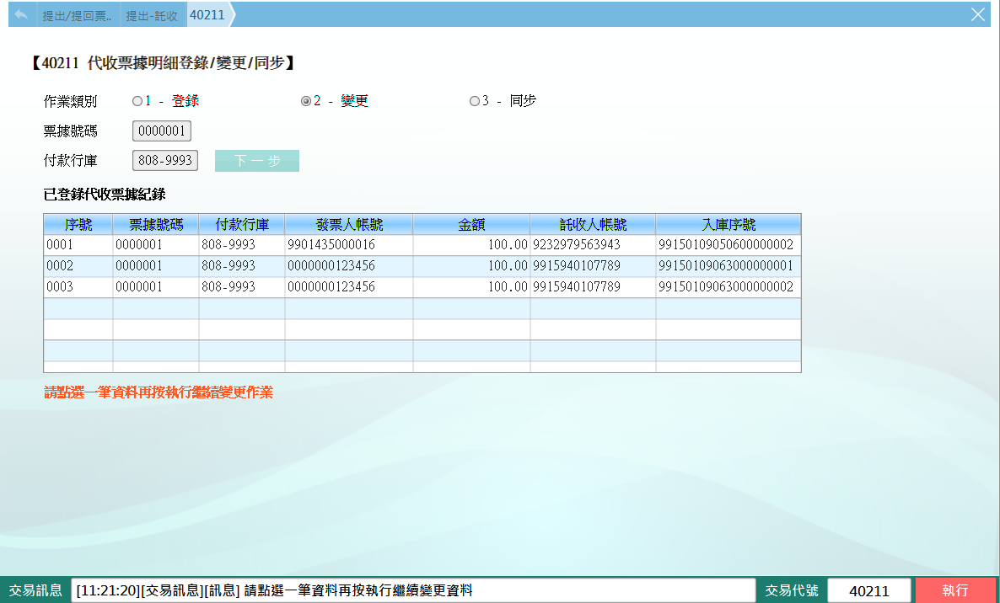 提出/提回票.. 提出-託收 40211
【40211 代收票據明細登錄/變更/同步】
作業類別 1 - 登錄 2 - 變更 3 - 同步
票據號碼 0000001
付款行庫 808-9993 下一步
已登錄代收票據紀錄
序號 票據號碼 付款行庫 發票人帳號 金額 託收人帳號 入庫序號
0001 0000001 808-9993 9901435000016 100.00 9232979563943 99150109050600000002
0002 0000001 808-9993 0000000123456 100.00 9915940107789 99150109063000000001
0003 0000001 808-9993 0000000123456 100.00 9915940107789 99150109063000000002
請點選一筆資料再按執行繼續變更作業
交易訊息 [11:21:20][交易訊息][訊息] 請點選一筆資料再按執行繼續變更資料 交易代號 40211 執行